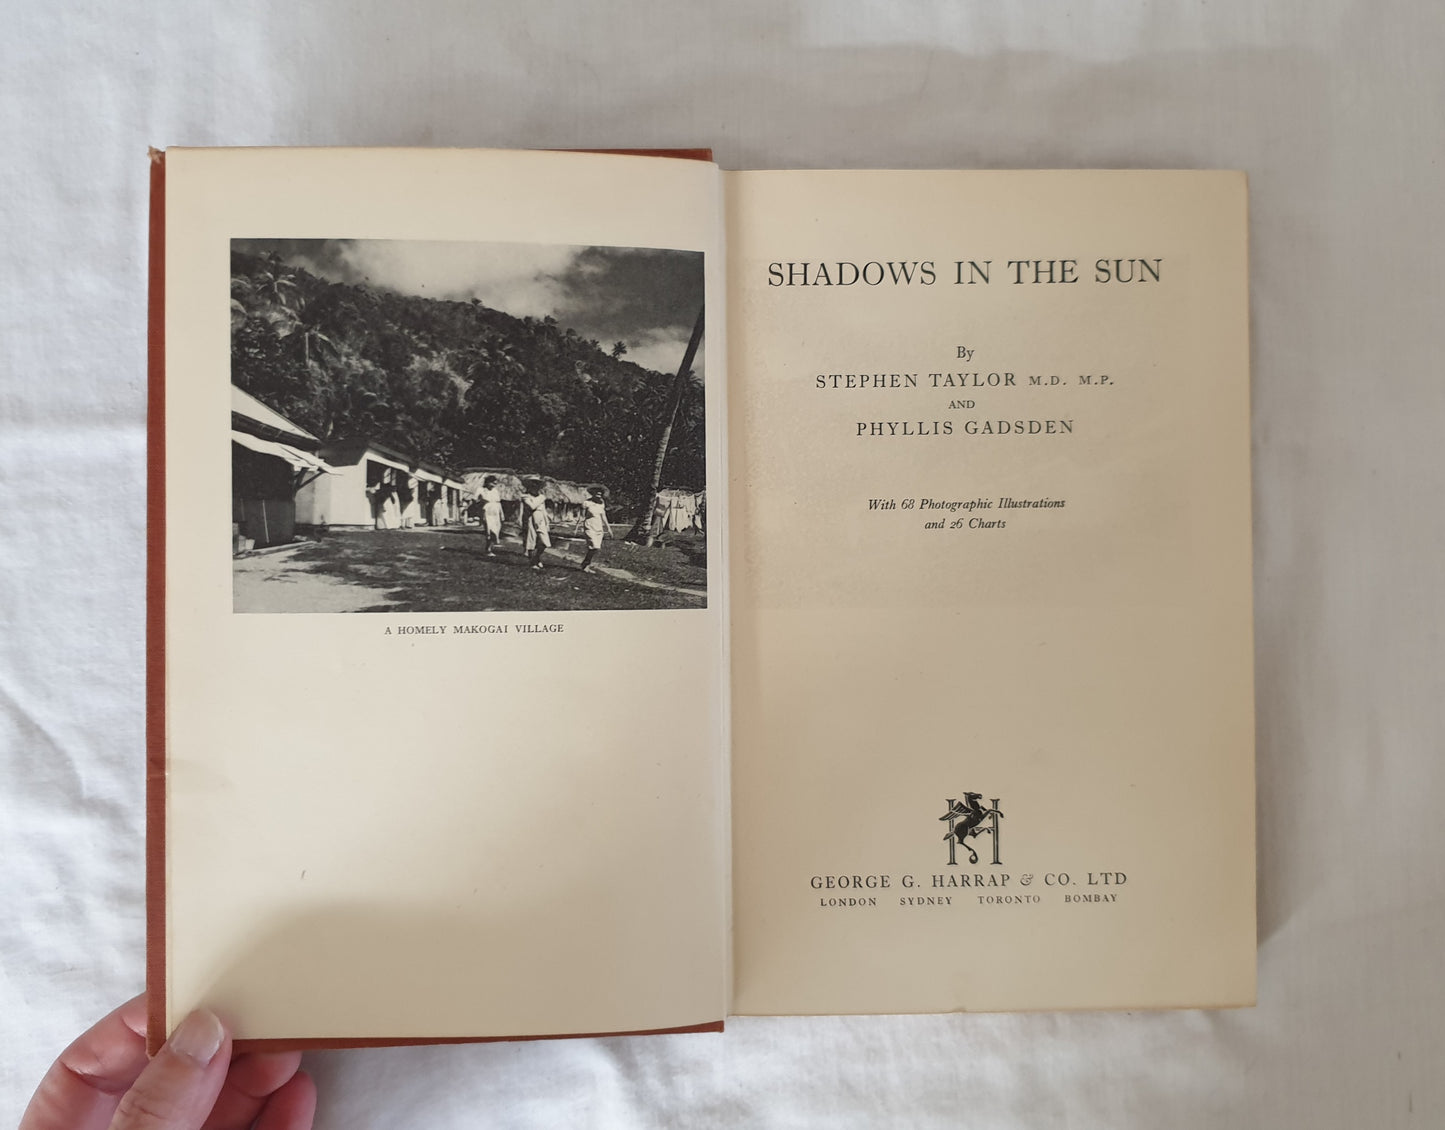 A HOMELY MAKOGAI VILLAGE
SHADOWS IN THE SUN
By
STEPHEN TAYLOR M.D. M.P.
AND
PHYLLIS GADSDEN
With 68 Photographic Illustrations
and 26 Charts
GEORGE G. HARRAP & CO. LTD
LONDON SYDNEY TORONTO BOMBAY